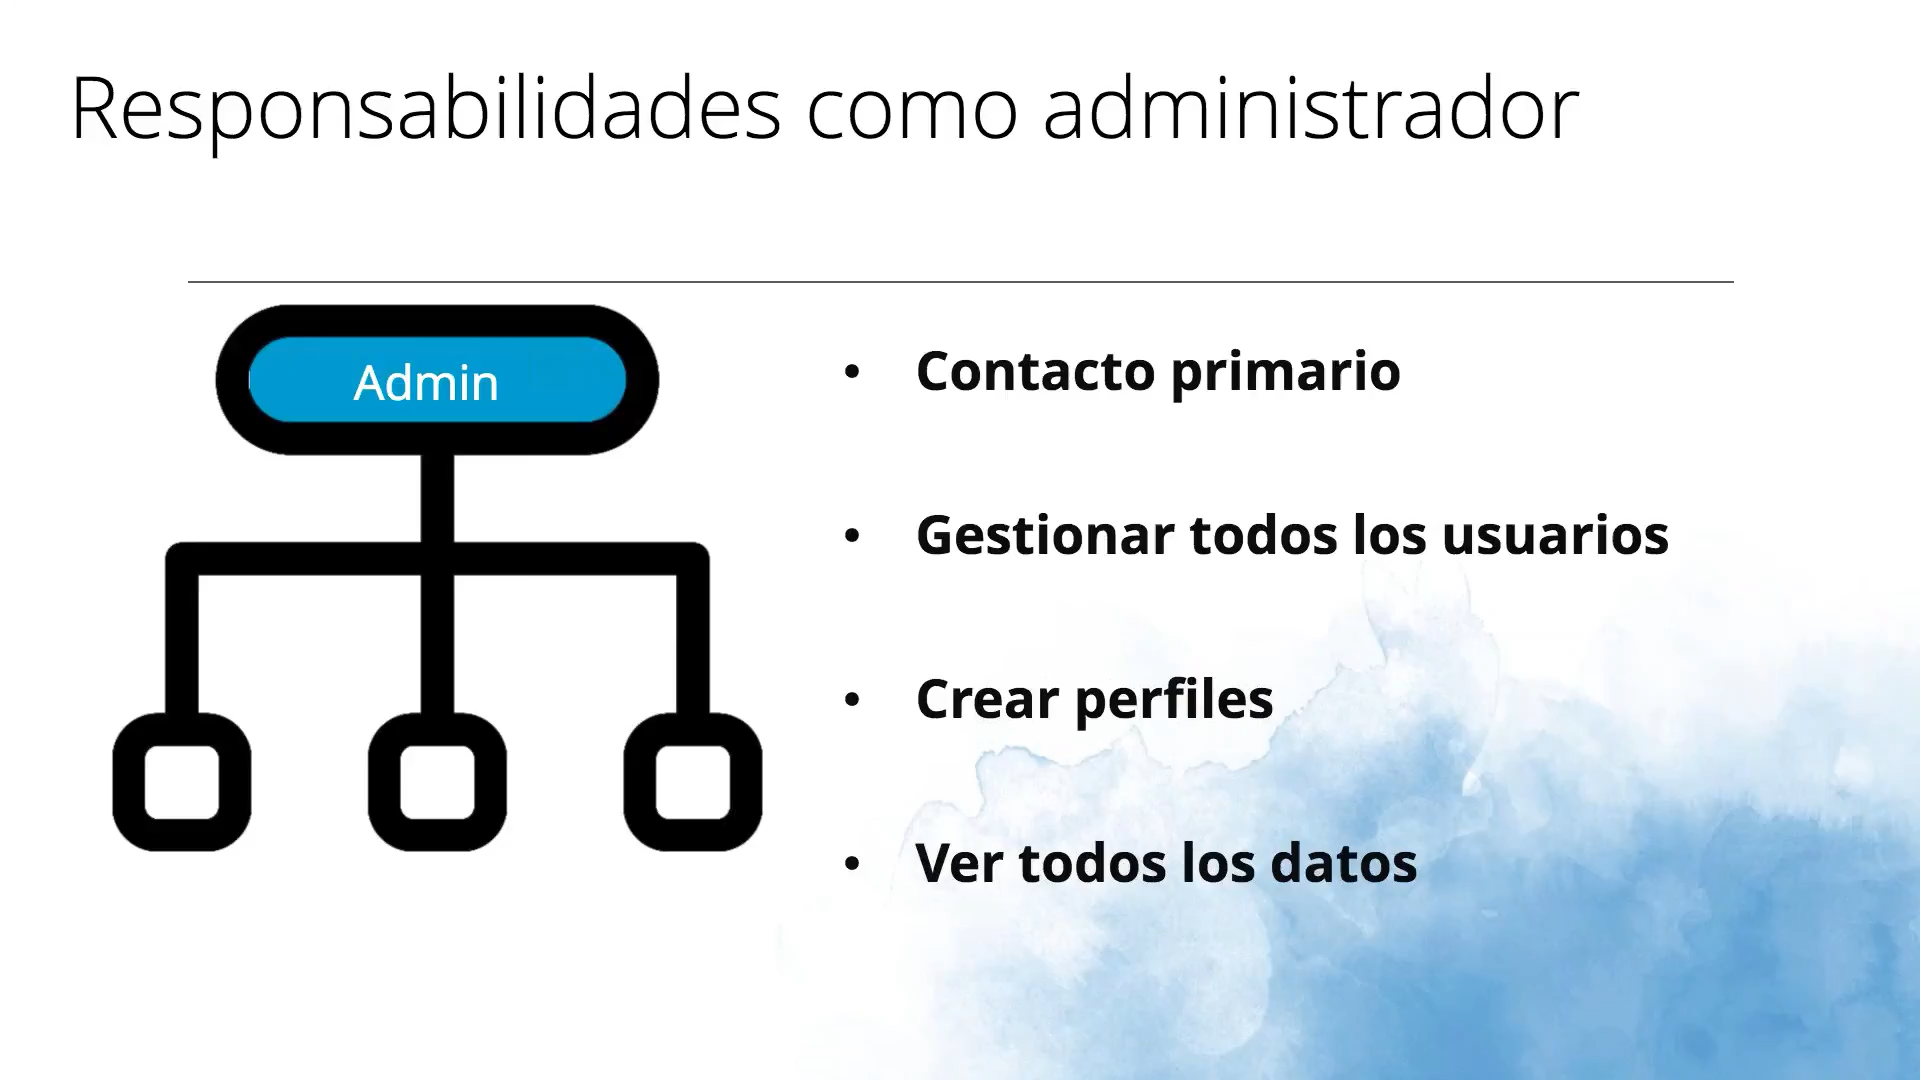 Responsabilidades como administrador
Admin
• Contacto primario
• Gestionar todos los usuarios
• Crear perfiles
• Ver todos los datos